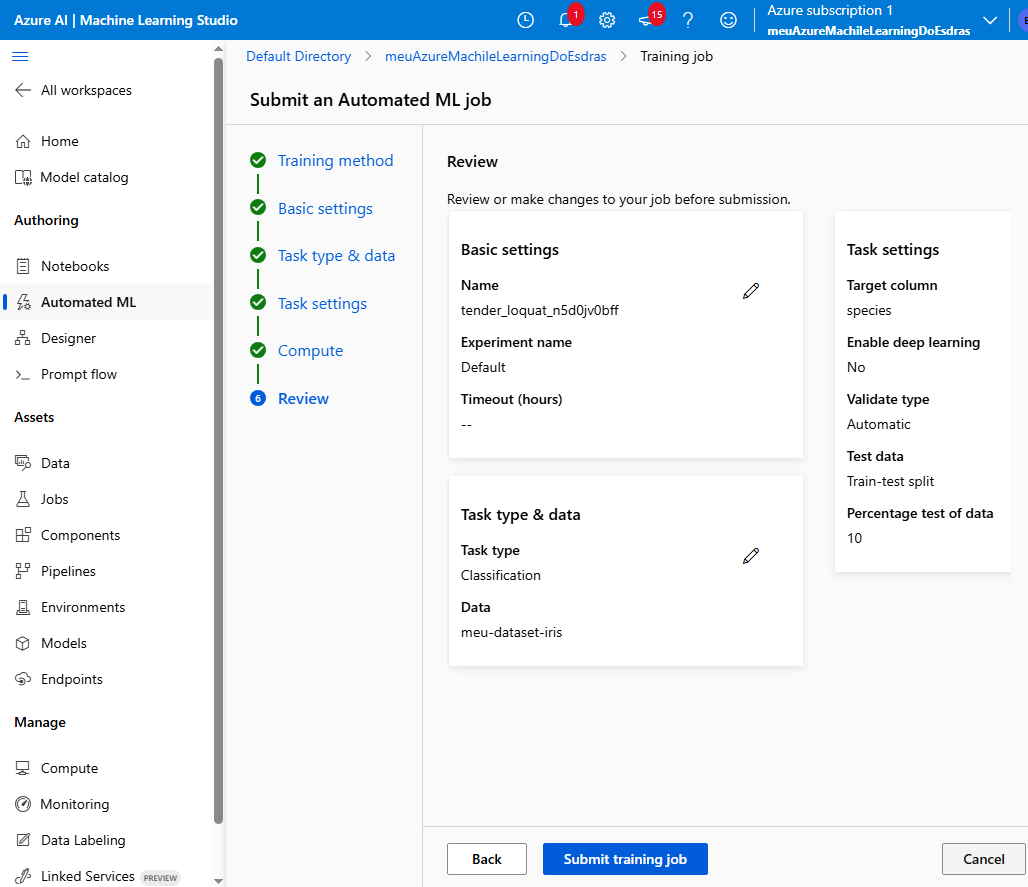 Azure AI | Machine Learning Studio
1
15
Azure subscription 1
meuAzureMachileLearningDoEsdras
All workspaces
Home
Model catalog
Authoring
Notebooks
Automated ML
Designer
Prompt flow
Assets
Data
Jobs
Components
Pipelines
Environments
Models
Endpoints
Manage
Compute
Monitoring
Data Labeling
Linked Services PREVIEW
Default Directory > meuAzureMachileLearningDoEsdras > Training job
Submit an Automated ML job
Training method
Basic settings
Task type & data
Task settings
Compute
6 Review
Review
Review or make changes to your job before submission.
Basic settings
Name
tender_loquat_n5d0jv0bff
Experiment name
Default
Timeout (hours)
--
Task type & data
Task type
Classification
Data
meu-dataset-iris
Task settings
Target column
species
Enable deep learning
No
Validate type
Automatic
Test data
Train-test split
Percentage test of data
10
Back
Submit training job
Cancel